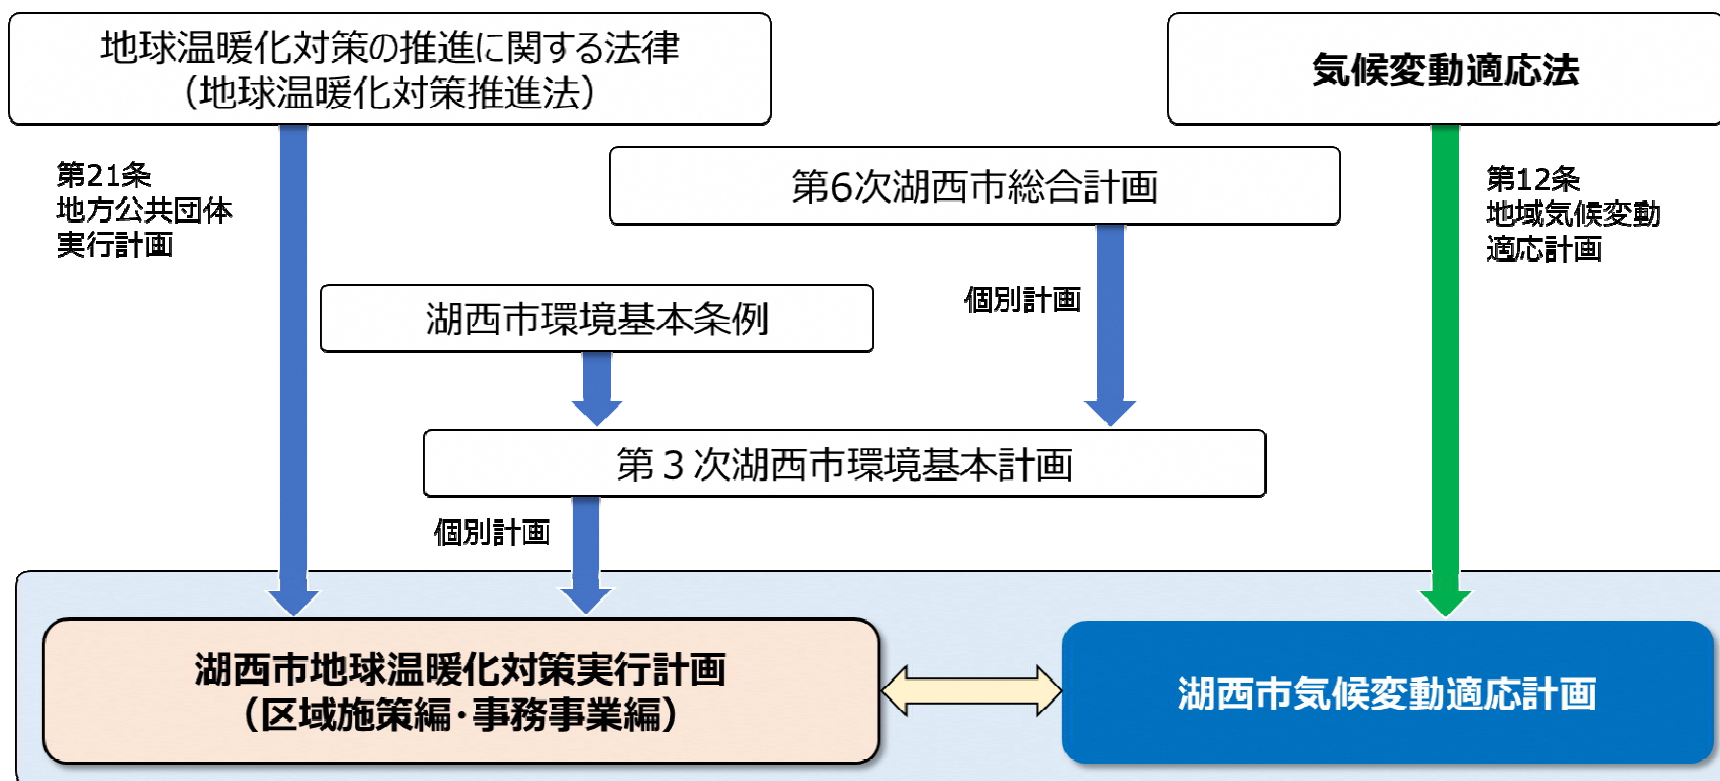 地球温暖化対策の推進に関する法律
（地球温暖化対策推進法）
気候変動適応法
第21条
地方公共団体
実行計画
第6次湖西市総合計画
第12条
地域気候変動
適応計画
湖西市環境基本条例
個別計画
第３次湖西市環境基本計画
個別計画
湖西市地球温暖化対策実行計画
（区域施策編・事務事業編）
湖西市気候変動適応計画